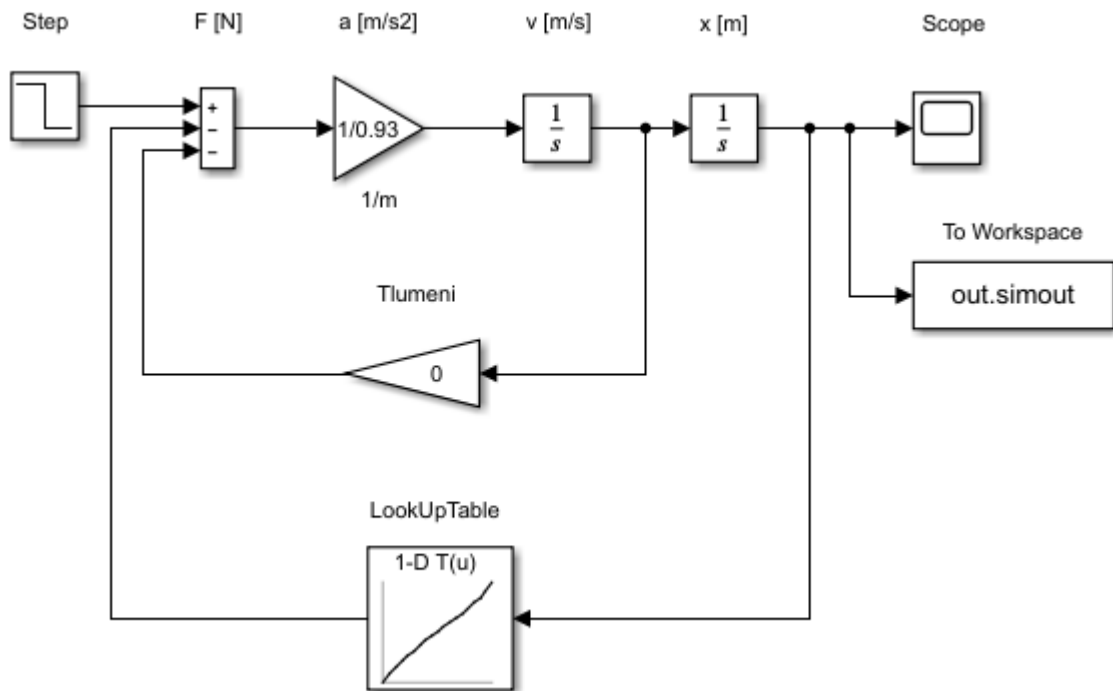 Step
F [N]
a [m/s2]
v [m/s]
x [m]
Scope
+
−
−
1/0.93
1
s
1
s
1/m
To Workspace
out.simout
Tlumeni
0
LookUpTable
1-D T(u)